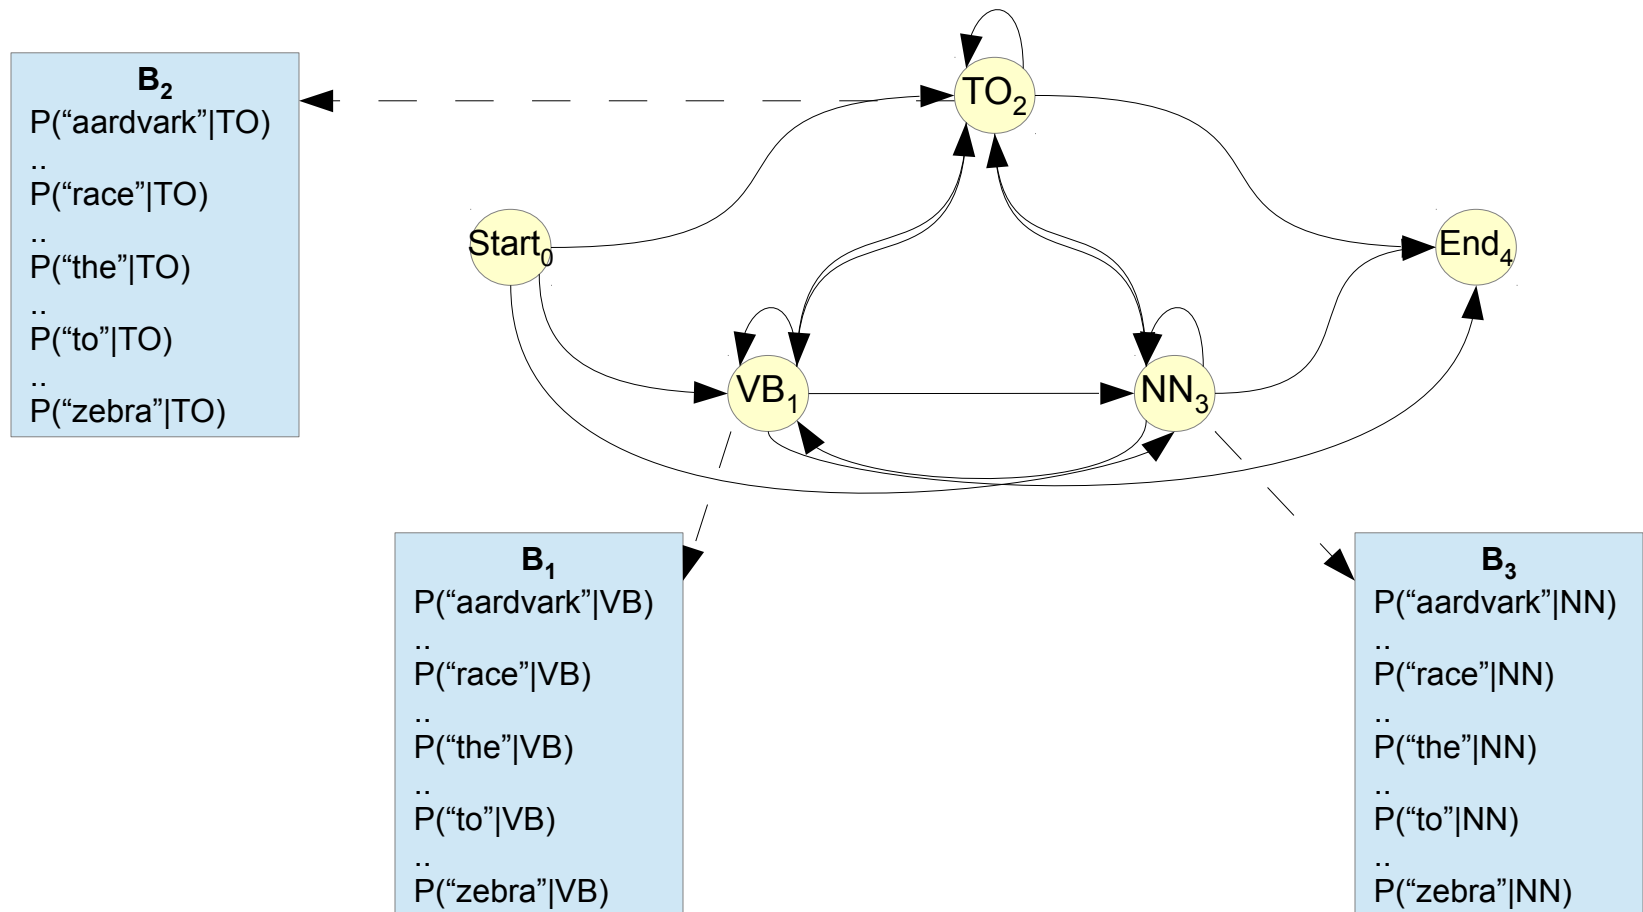 B₂
P(“aardvark”|TO)
..
P(“race”|TO)
..
P(“the”|TO)
..
P(“to”|TO)
..
P(“zebra”|TO)
TO₂
Start₀
End₄
VB₁
NN₃
B₁
P(“aardvark”|VB)
..
P(“race”|VB)
..
P(“the”|VB)
..
P(“to”|VB)
..
P(“zebra”|VB)
B₃
P(“aardvark”|NN)
..
P(“race”|NN)
..
P(“the”|NN)
..
P(“to”|NN)
..
P(“zebra”|NN)